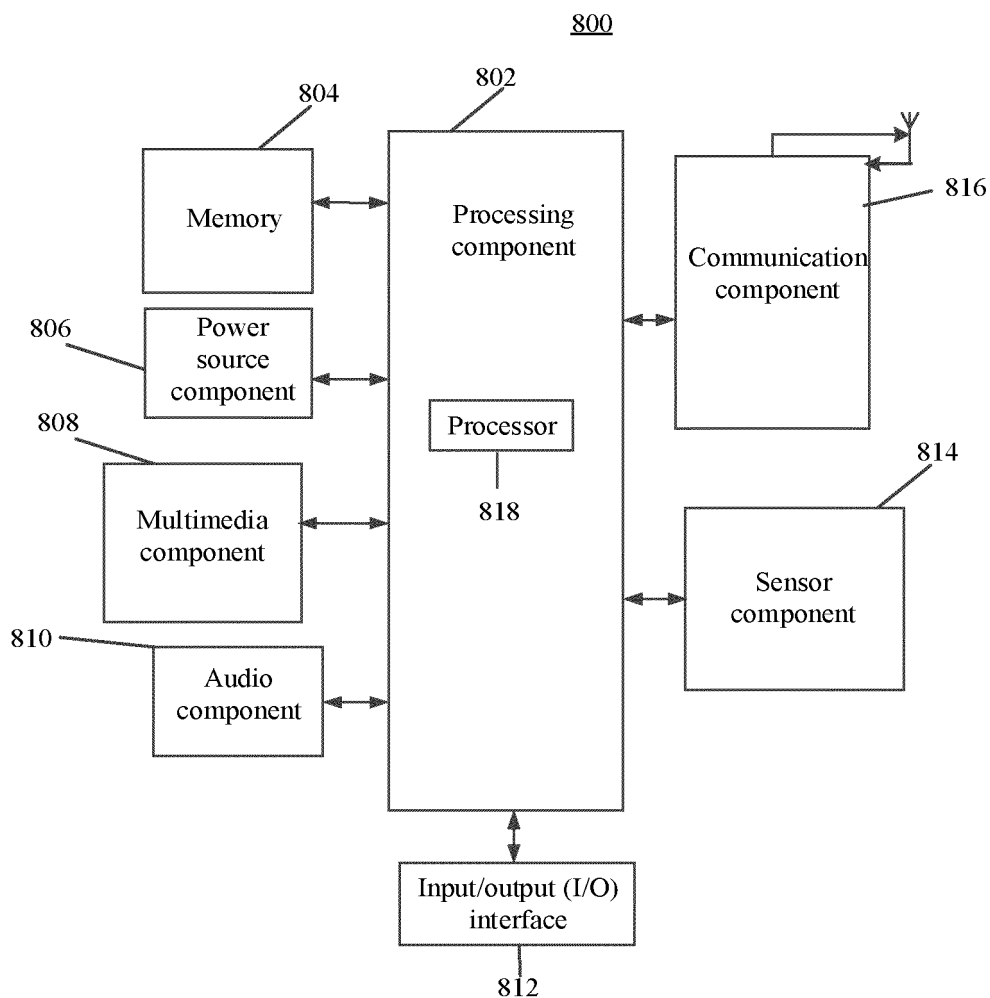 800
802
804
Memory
Processing
component
816
Communication
component
806
Power
source
component
808
Processor
818
Multimedia
component
814
Sensor
component
810
Audio
component
Input/output (I/O)
interface
812